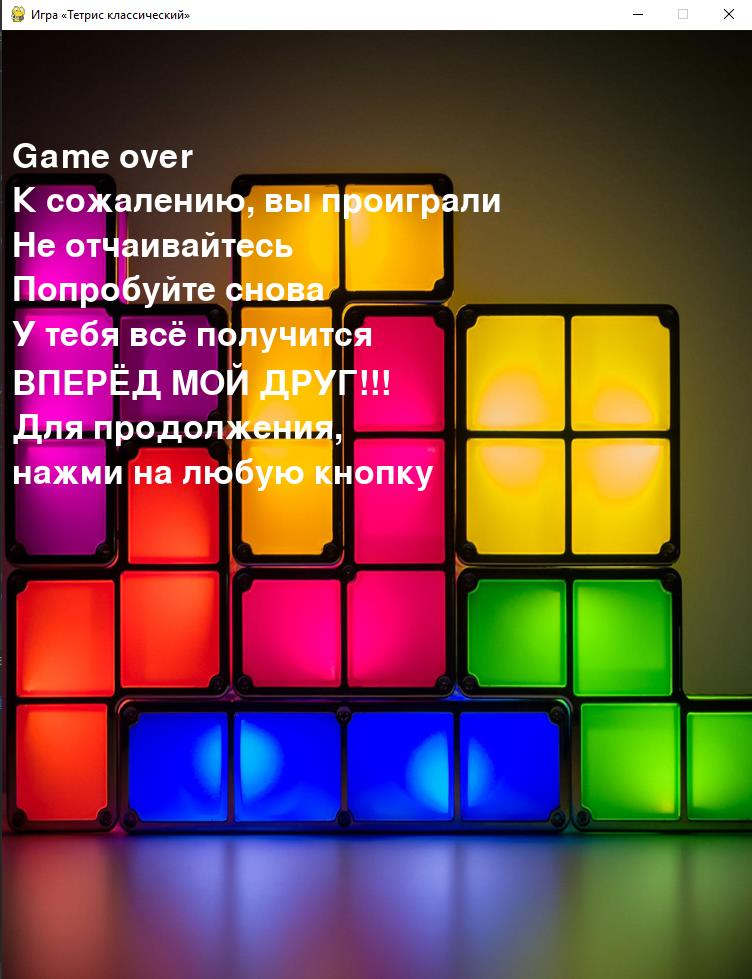 Игра «Тетрис классический»
Game over
К сожалению, вы проиграли
Не отчаивайтесь
Попробуйте снова
У тебя всё получится
ВПЕРЁД МОЙ ДРУГ!!!
Для продолжения,
нажми на любую кнопку